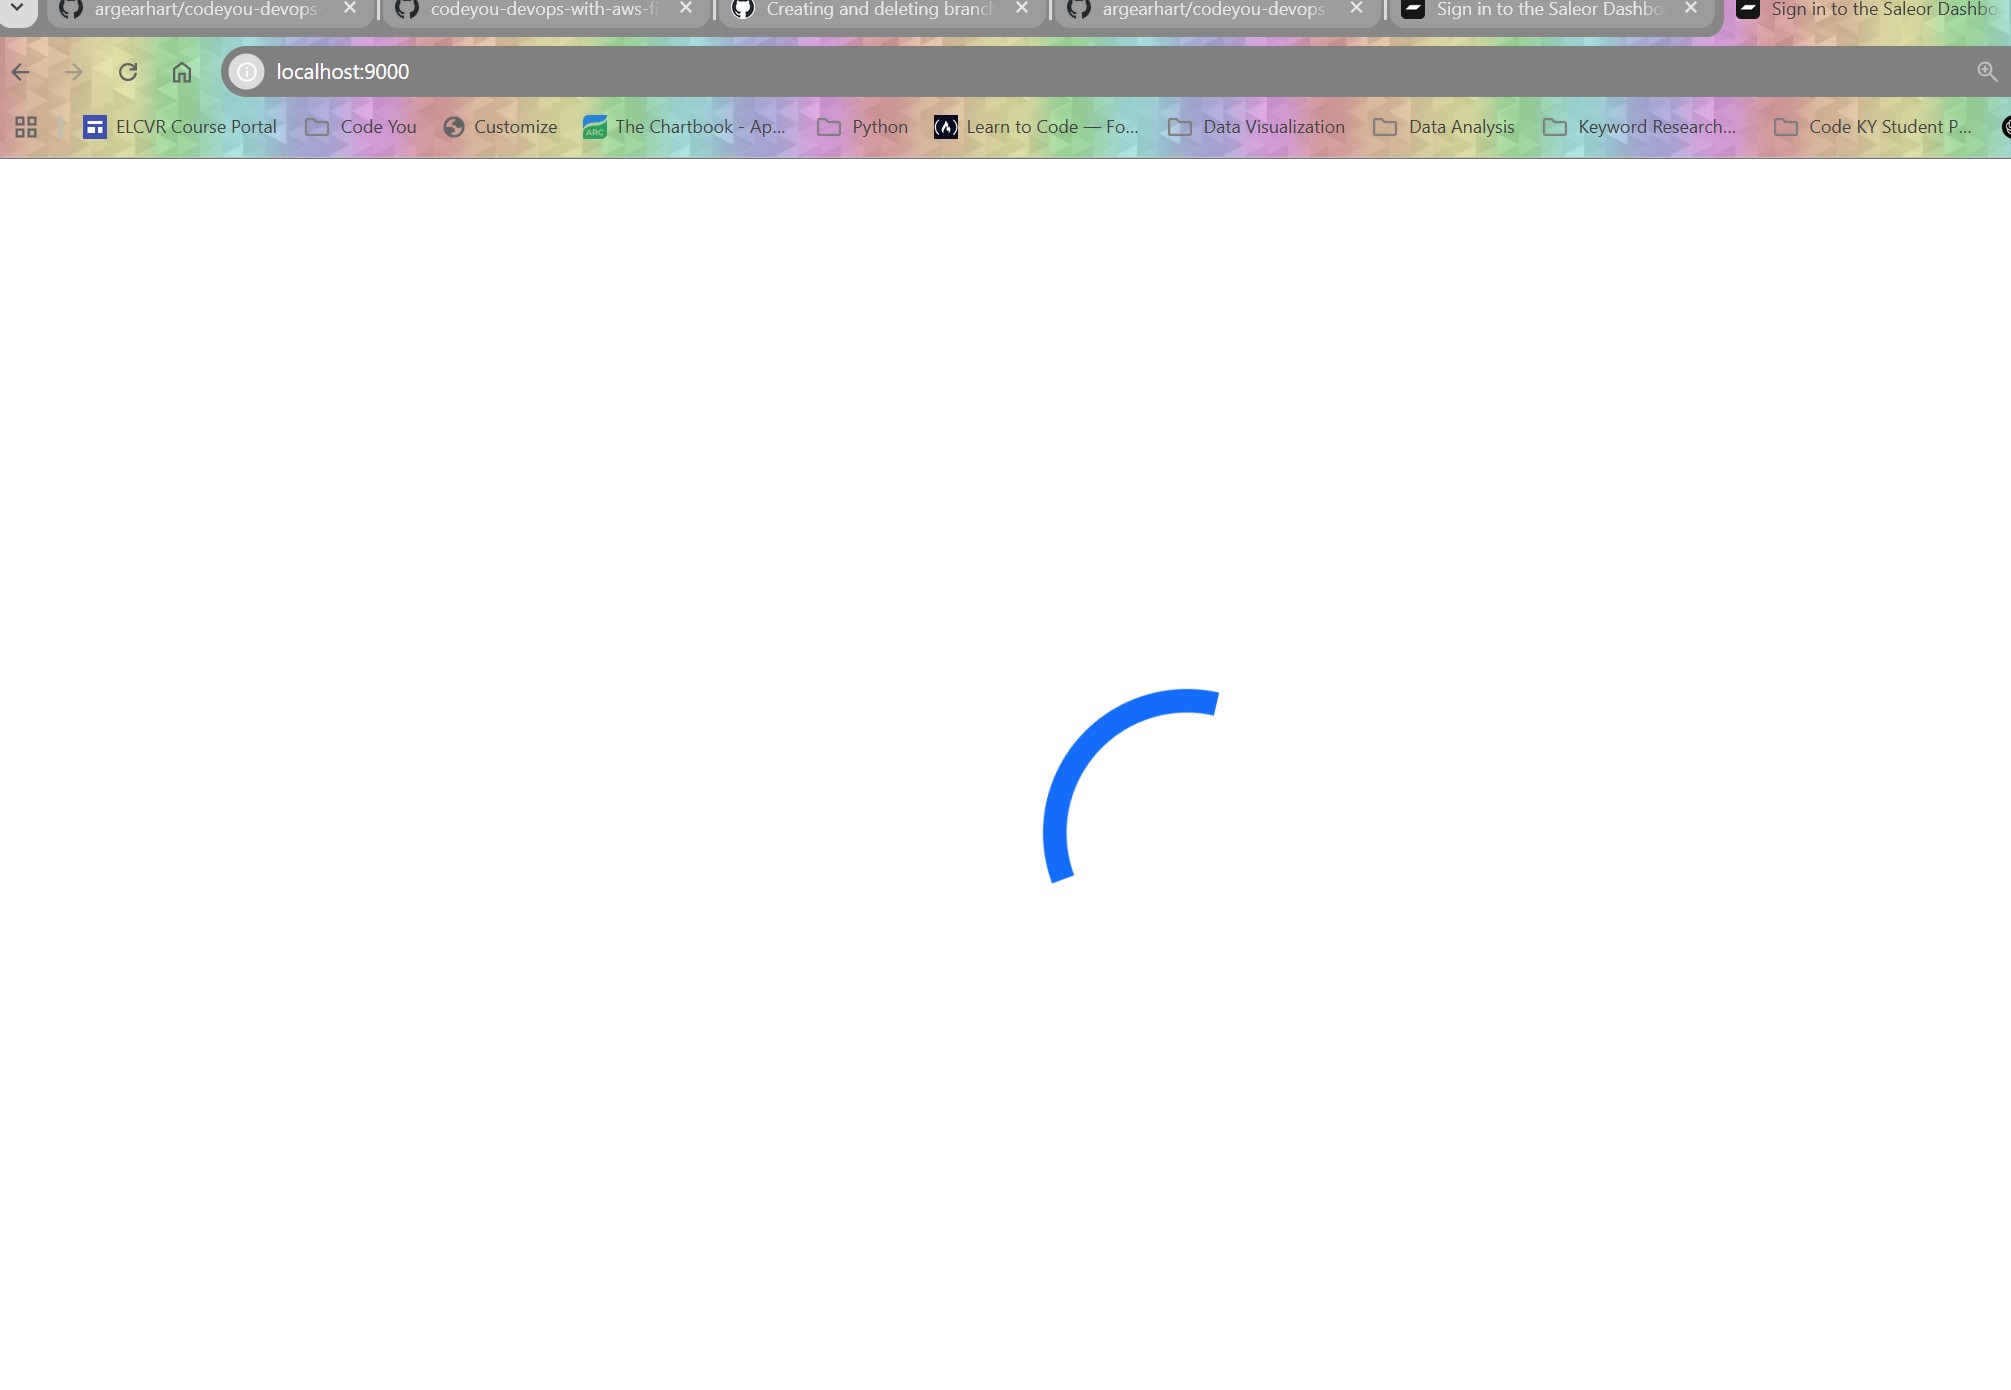 argearhart/codeyou-devops-
codeyou-devops-with-aws-fi
Creating and deleting branch
argearhart/codeyou-devops-
Sign in to the Saleor Dashbo
Sign in to the Saleor Dashbo
localhost:9000
ELCVR Course Portal
Code You
Customize
ARC
The Chartbook - Ap...
Python
Learn to Code — Fo...
Data Visualization
Data Analysis
Keyword Research...
Code KY Student P...